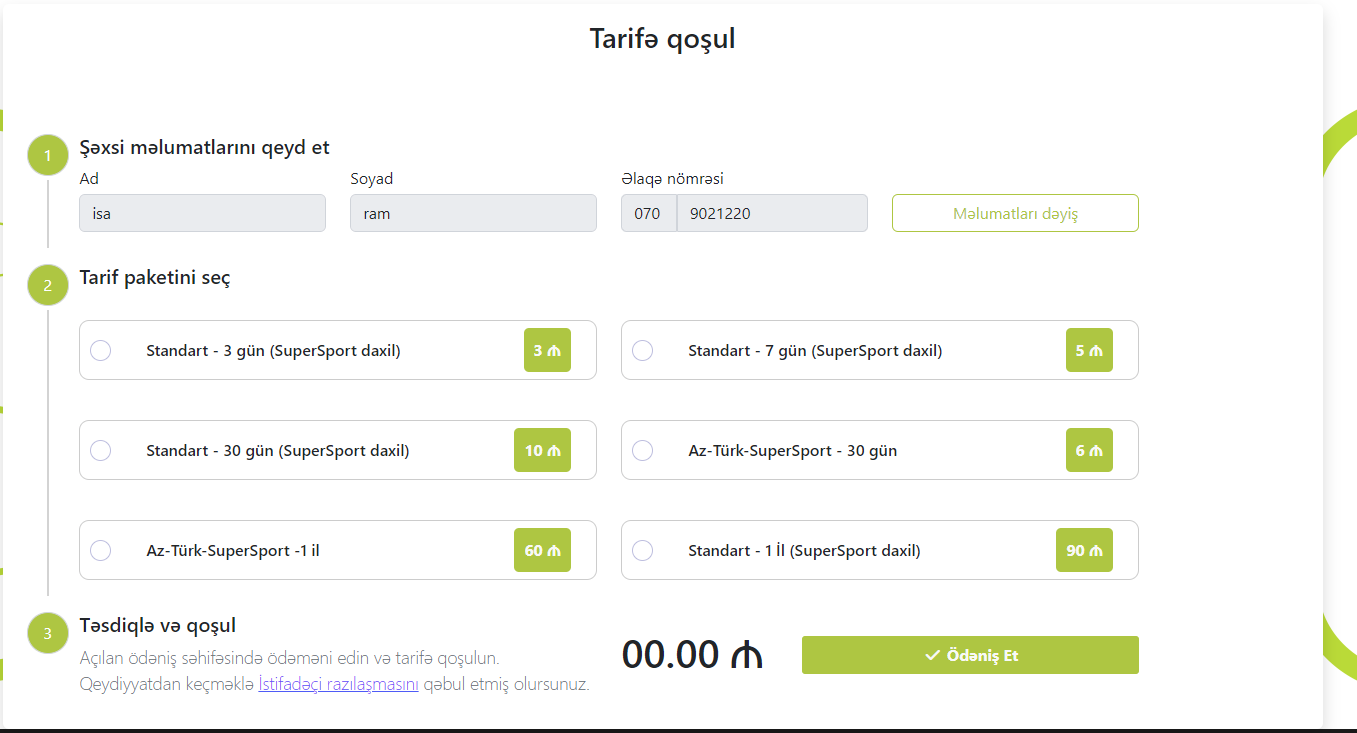 Tarifə qoşul
1 Şəxsi məlumatlarını qeyd et
Ad Soyad Əlaqə nömrəsi
isa ram 070 9021220 Məlumatları dəyiş
2 Tarif paketini seç
Standart - 3 gün (SuperSport daxil) 3 ₼ Standart - 7 gün (SuperSport daxil) 5 ₼
Standart - 30 gün (SuperSport daxil) 10 ₼ Az-Türk-SuperSport - 30 gün 6 ₼
Az-Türk-SuperSport -1 il 60 ₼ Standart - 1 İl (SuperSport daxil) 90 ₼
3 Təsdiqlə və qoşul
Açılan ödəniş səhifəsində ödəməni edin və tarifə qoşulun.
Qeydiyyatdan keçməklə İstifadəçi razılaşmasını qəbul etmiş olursunuz.
00.00 ₼ Ödəniş Et